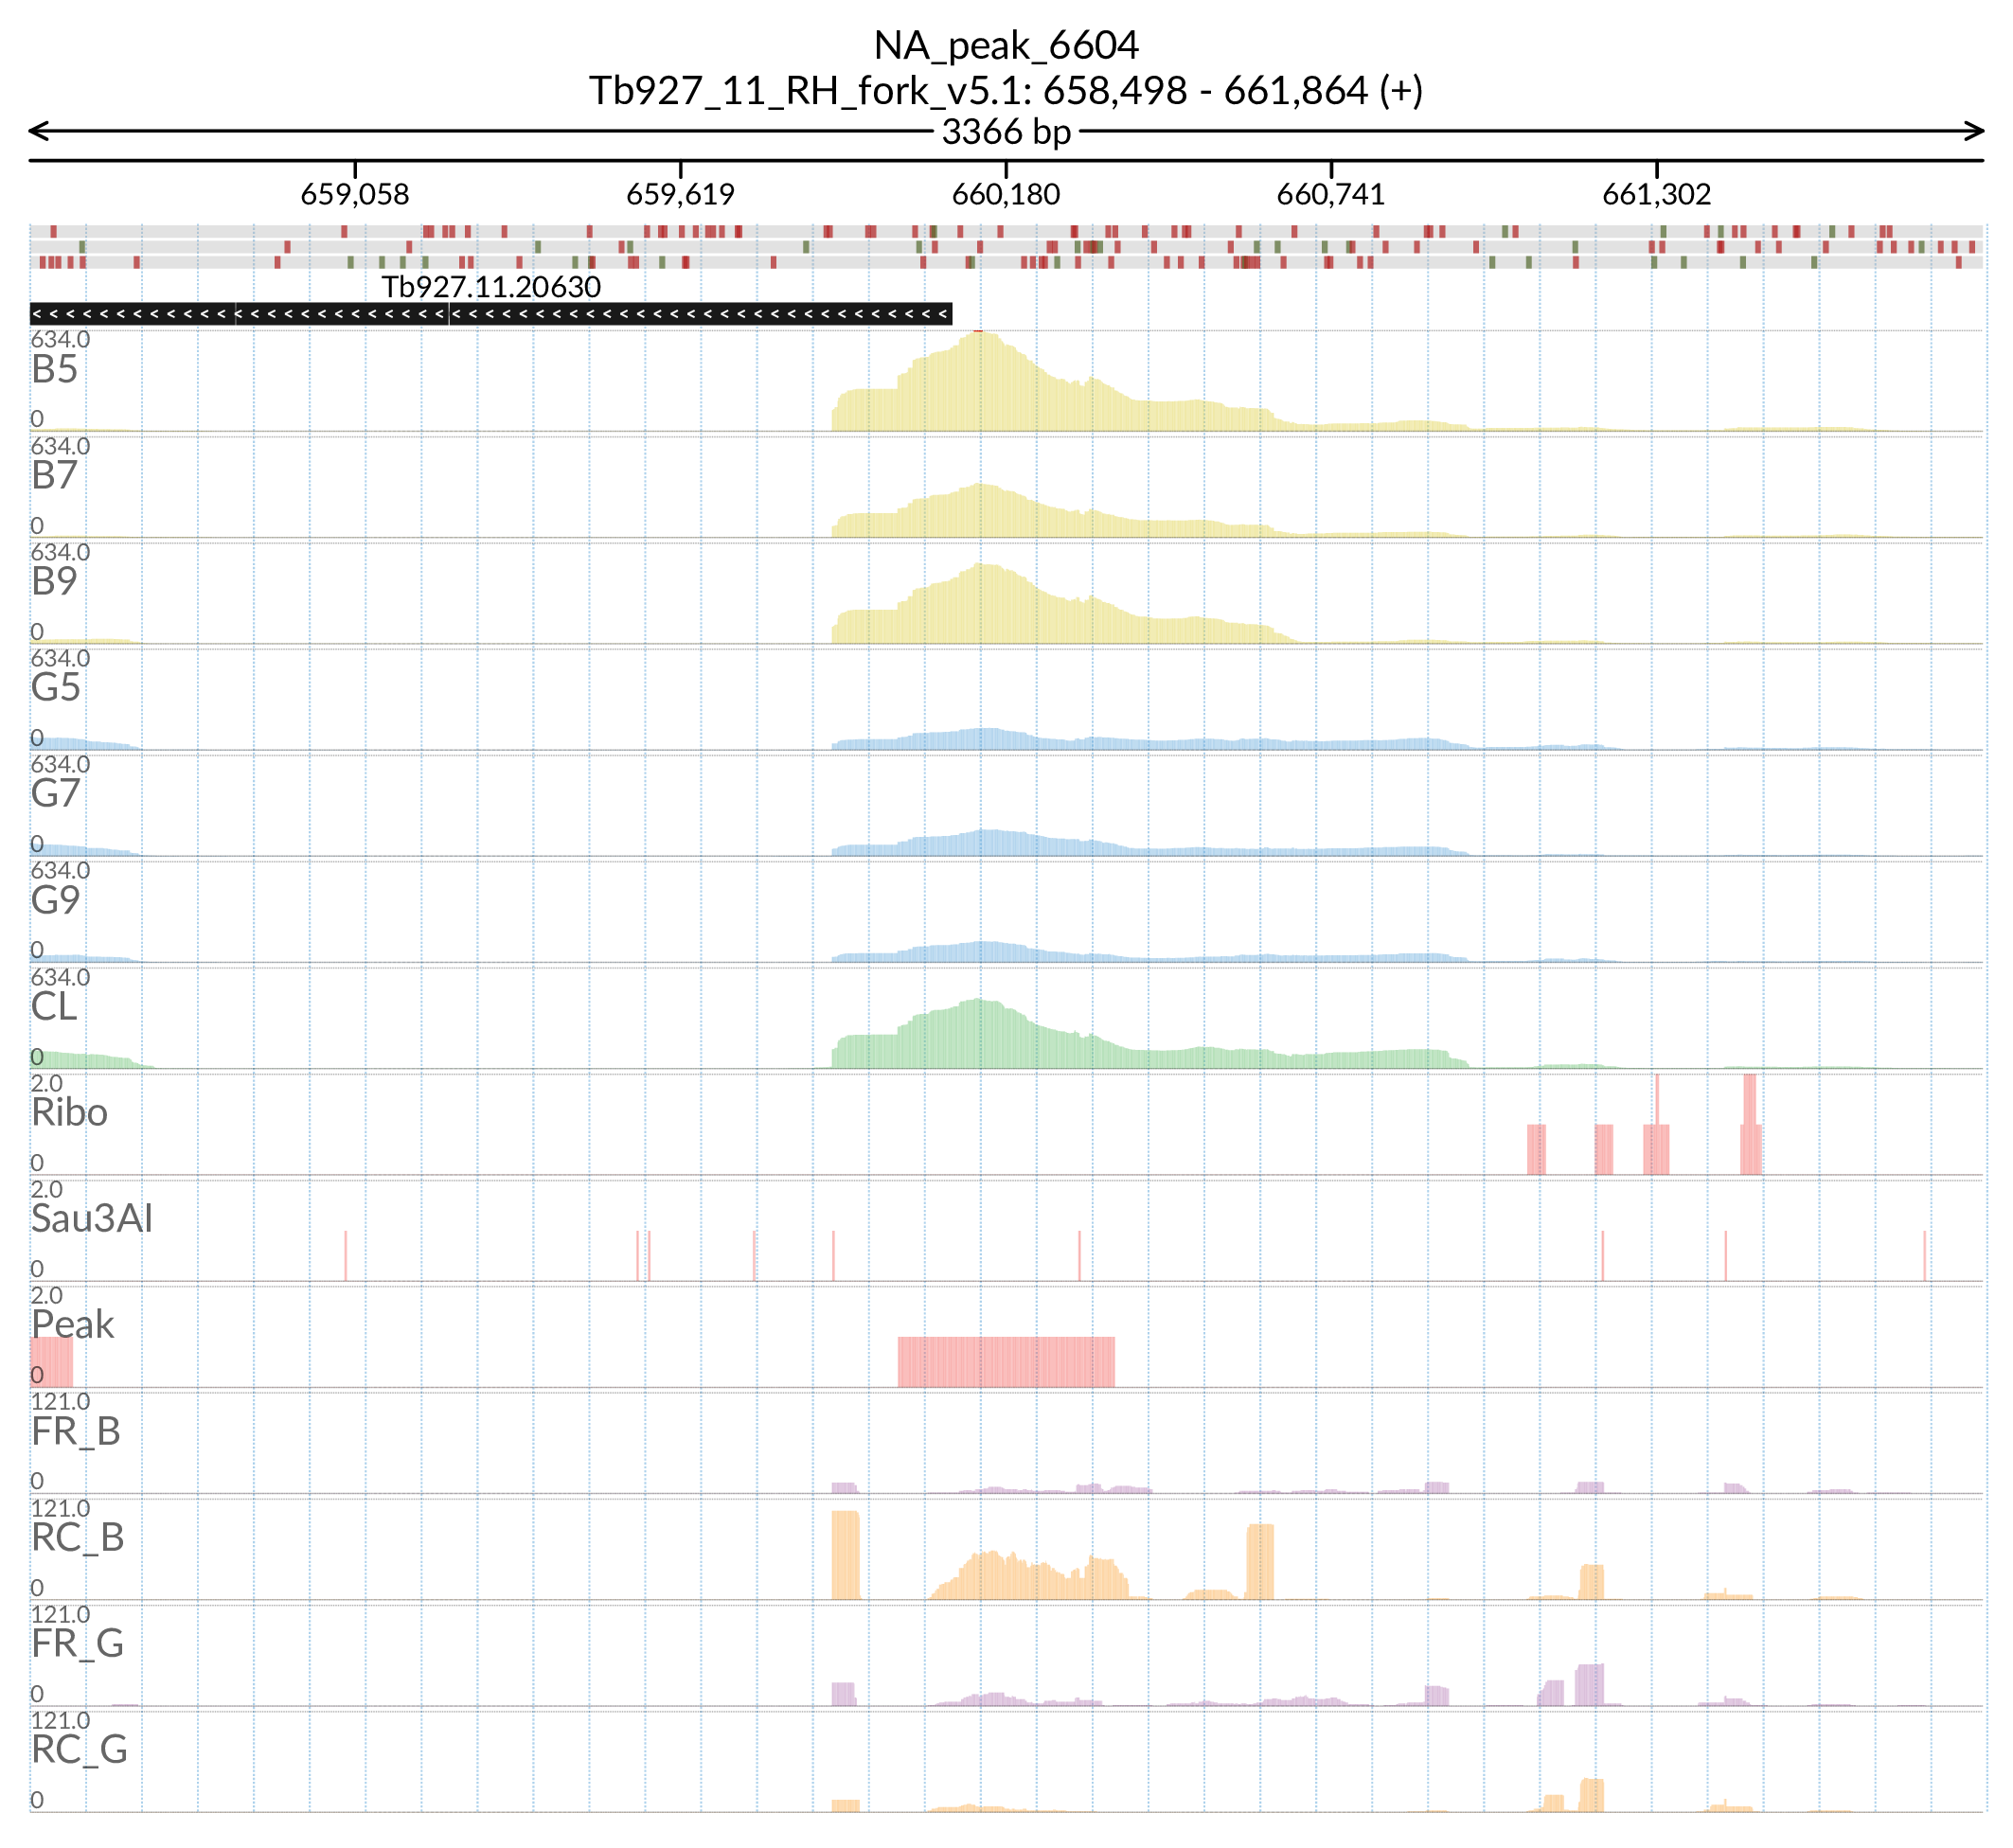 NA_peak_6604
Tb927_11_RH_fork_v5.1: 658,498 - 661,864 (+)
3366 bp
659,058 659,619 660,180 660,741 661,302
Tb927.11.20630
634.0
B5
0
634.0
B7
0
634.0
B9
0
634.0
G5
0
634.0
G7
0
634.0
G9
0
634.0
CL
0
2.0
Ribo
0
2.0
Sau3AI
0
2.0
Peak
0
121.0
FR_B
0
121.0
RC_B
0
121.0
FR_G
0
121.0
RC_G
0